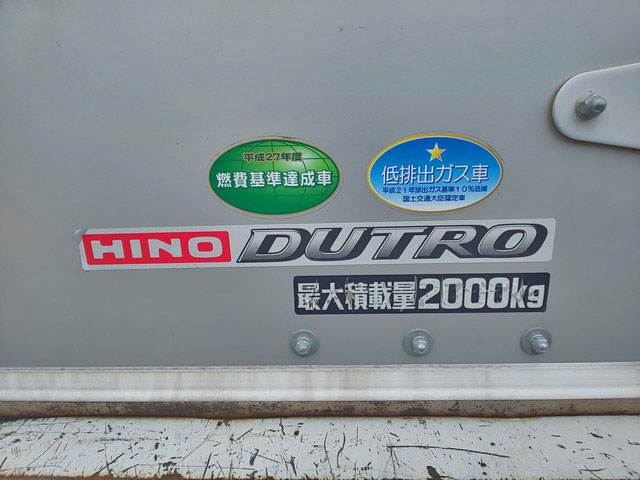 平成27年度
燃費基準達成車
低排出ガス車
平成21年排出ガス基準10%低減
国土交通大臣認定車
HINO DUTRO
最大積載量2000kg